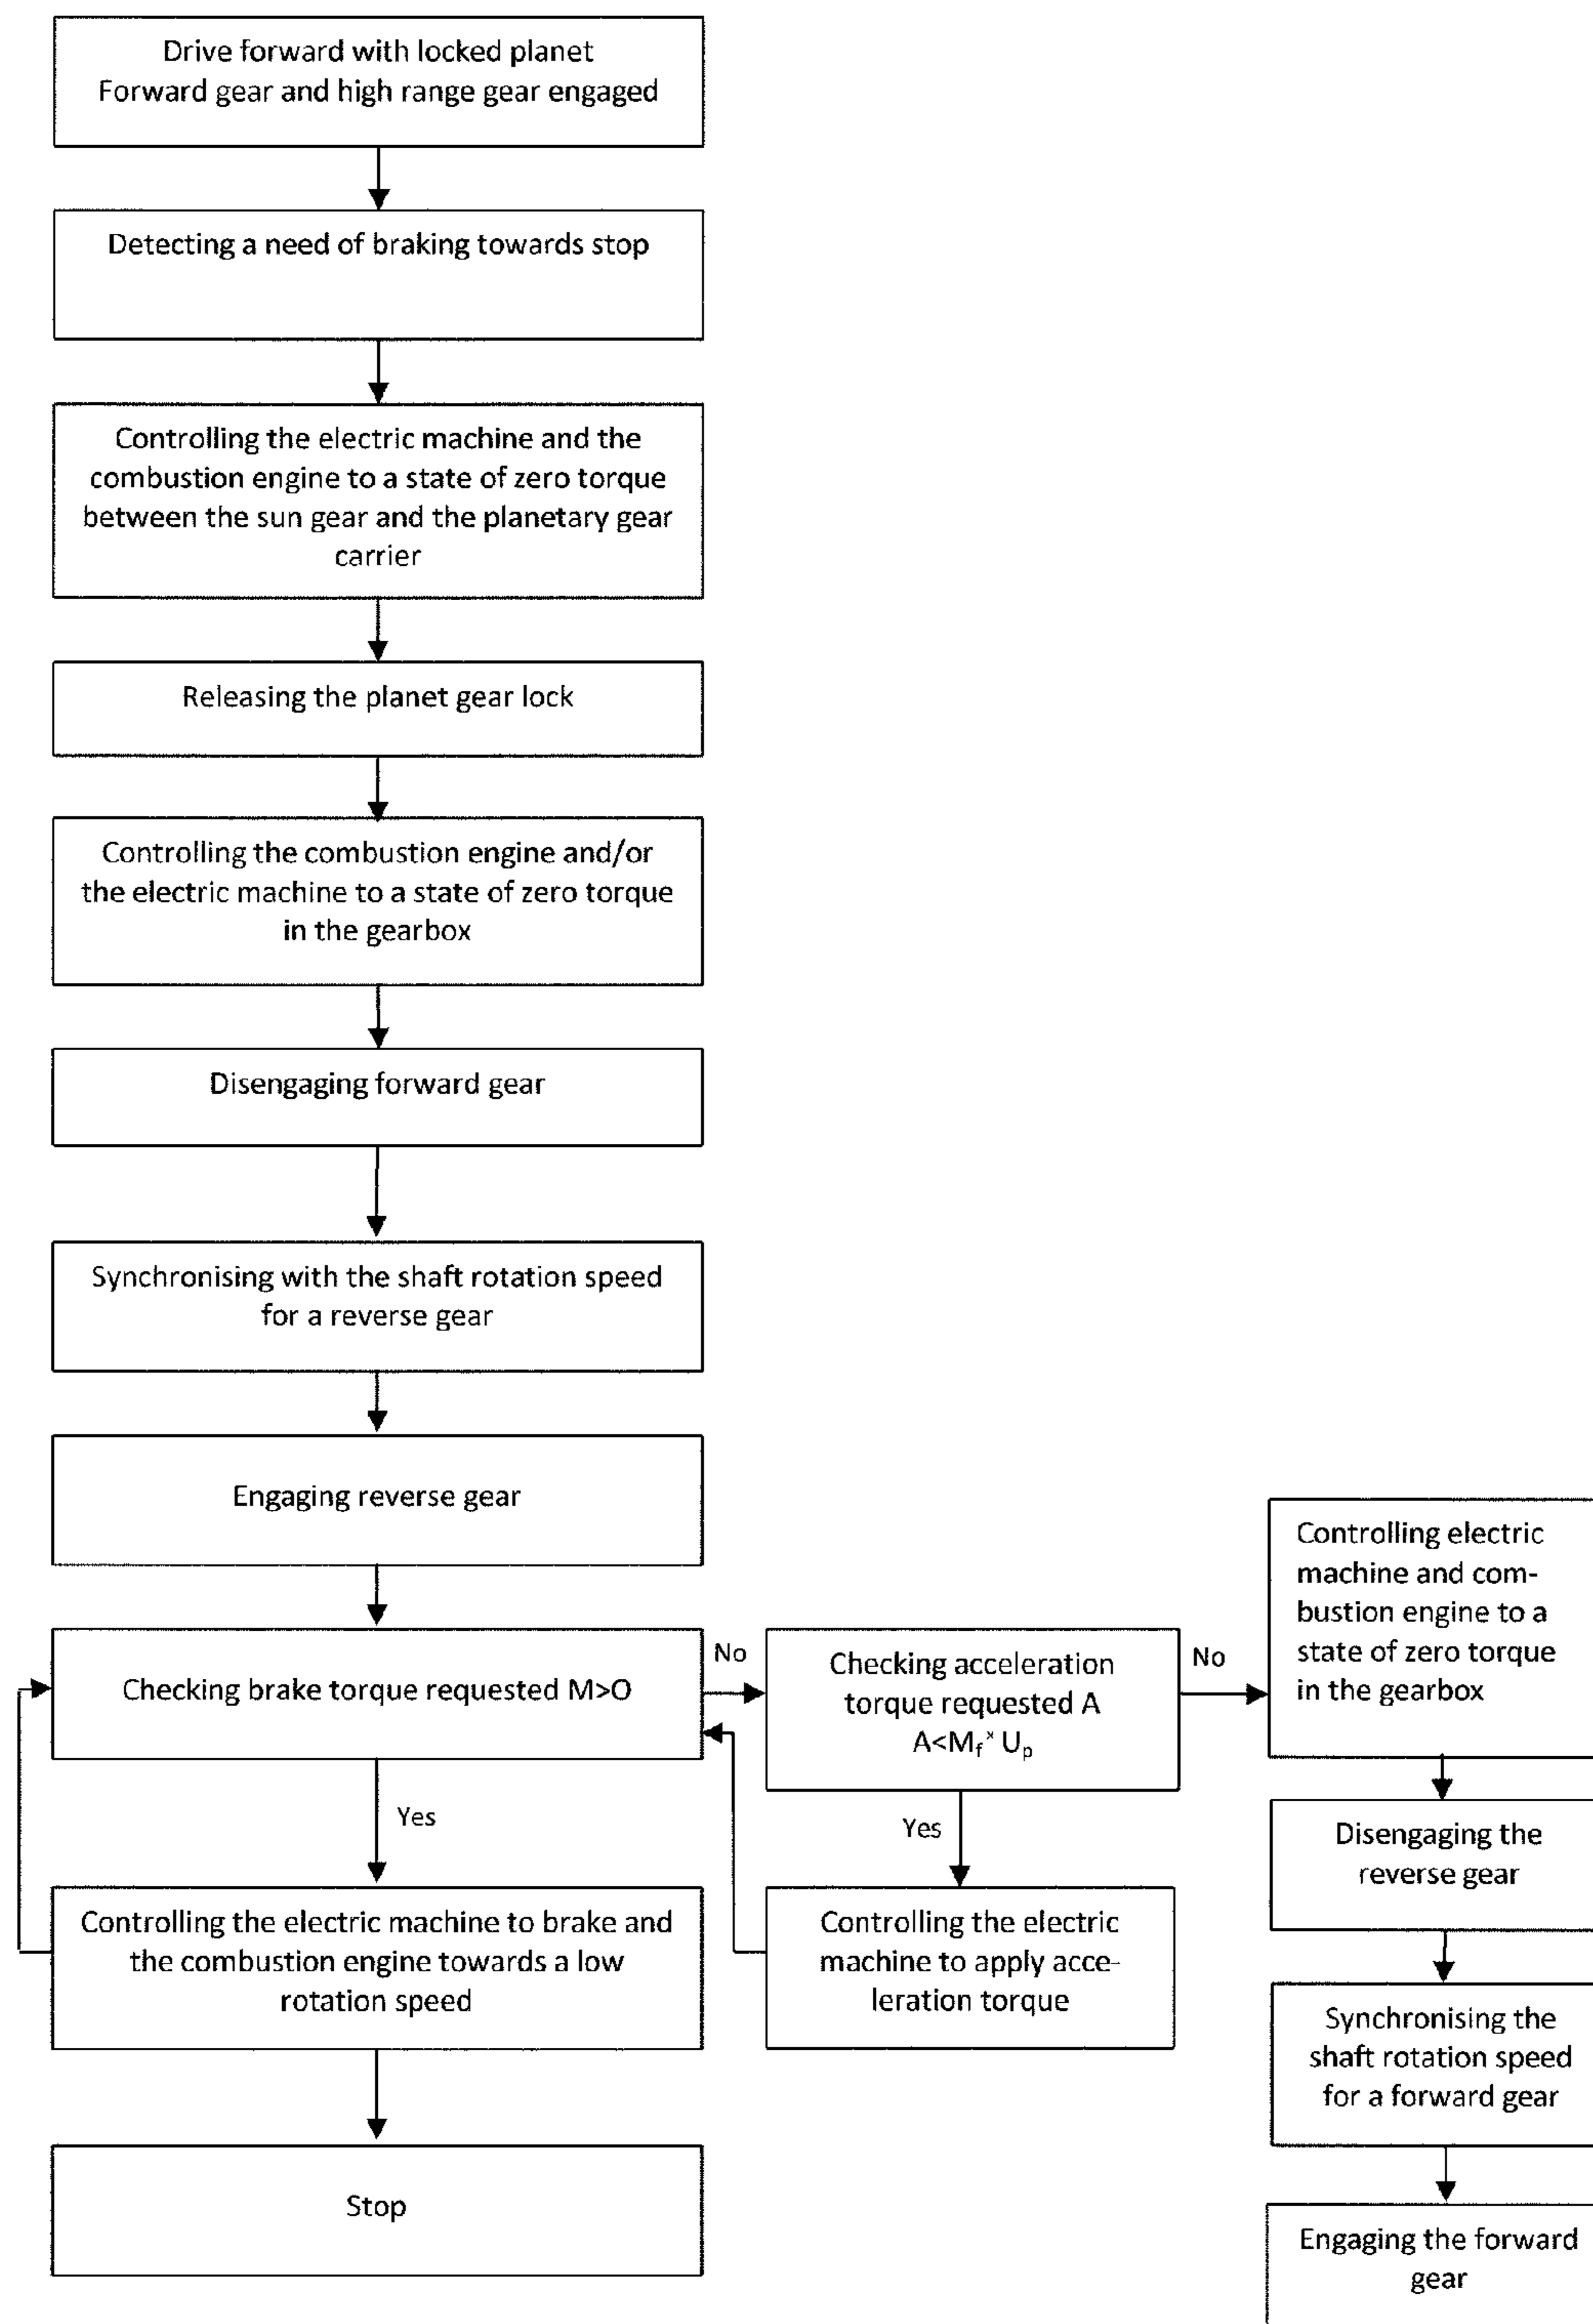 Drive forward with locked planet
Forward gear and high range gear engaged
Detecting a need of braking towards stop
Controlling the electric machine and the
combustion engine to a state of zero torque
between the sun gear and the planetary gear
carrier
Releasing the planet gear lock
Controlling the combustion engine and/or
the electric machine to a state of zero torque
in the gearbox
Disengaging forward gear
Synchronising with the shaft rotation speed
for a reverse gear
Engaging reverse gear
Checking brake torque requested M>O
No
Yes
Controlling the electric machine to brake and
the combustion engine towards a low
rotation speed
Stop
Checking acceleration
torque requested A
A<Mf* Up
No
Yes
Controlling the electric
machine to apply acce-
leration torque
Controlling electric
machine and com-
bustion engine to a
state of zero torque
in the gearbox
Disengaging the
reverse gear
Synchronising the
shaft rotation speed
for a forward gear
Engaging the forward
gear